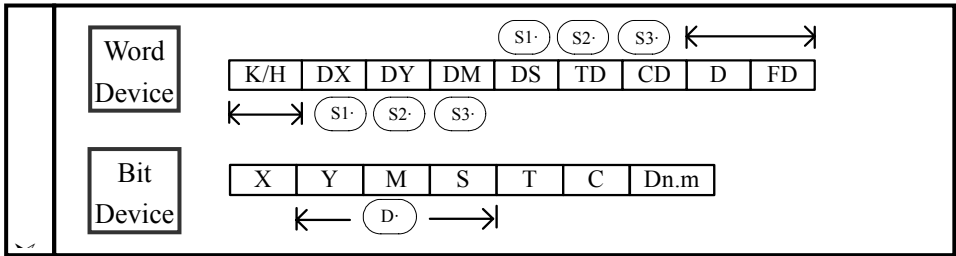 S1· S2· S3·
Word Device
K/H DX DY DM DS TD CD D FD
S1· S2· S3·
Bit Device
X Y M S T C Dn.m
D·